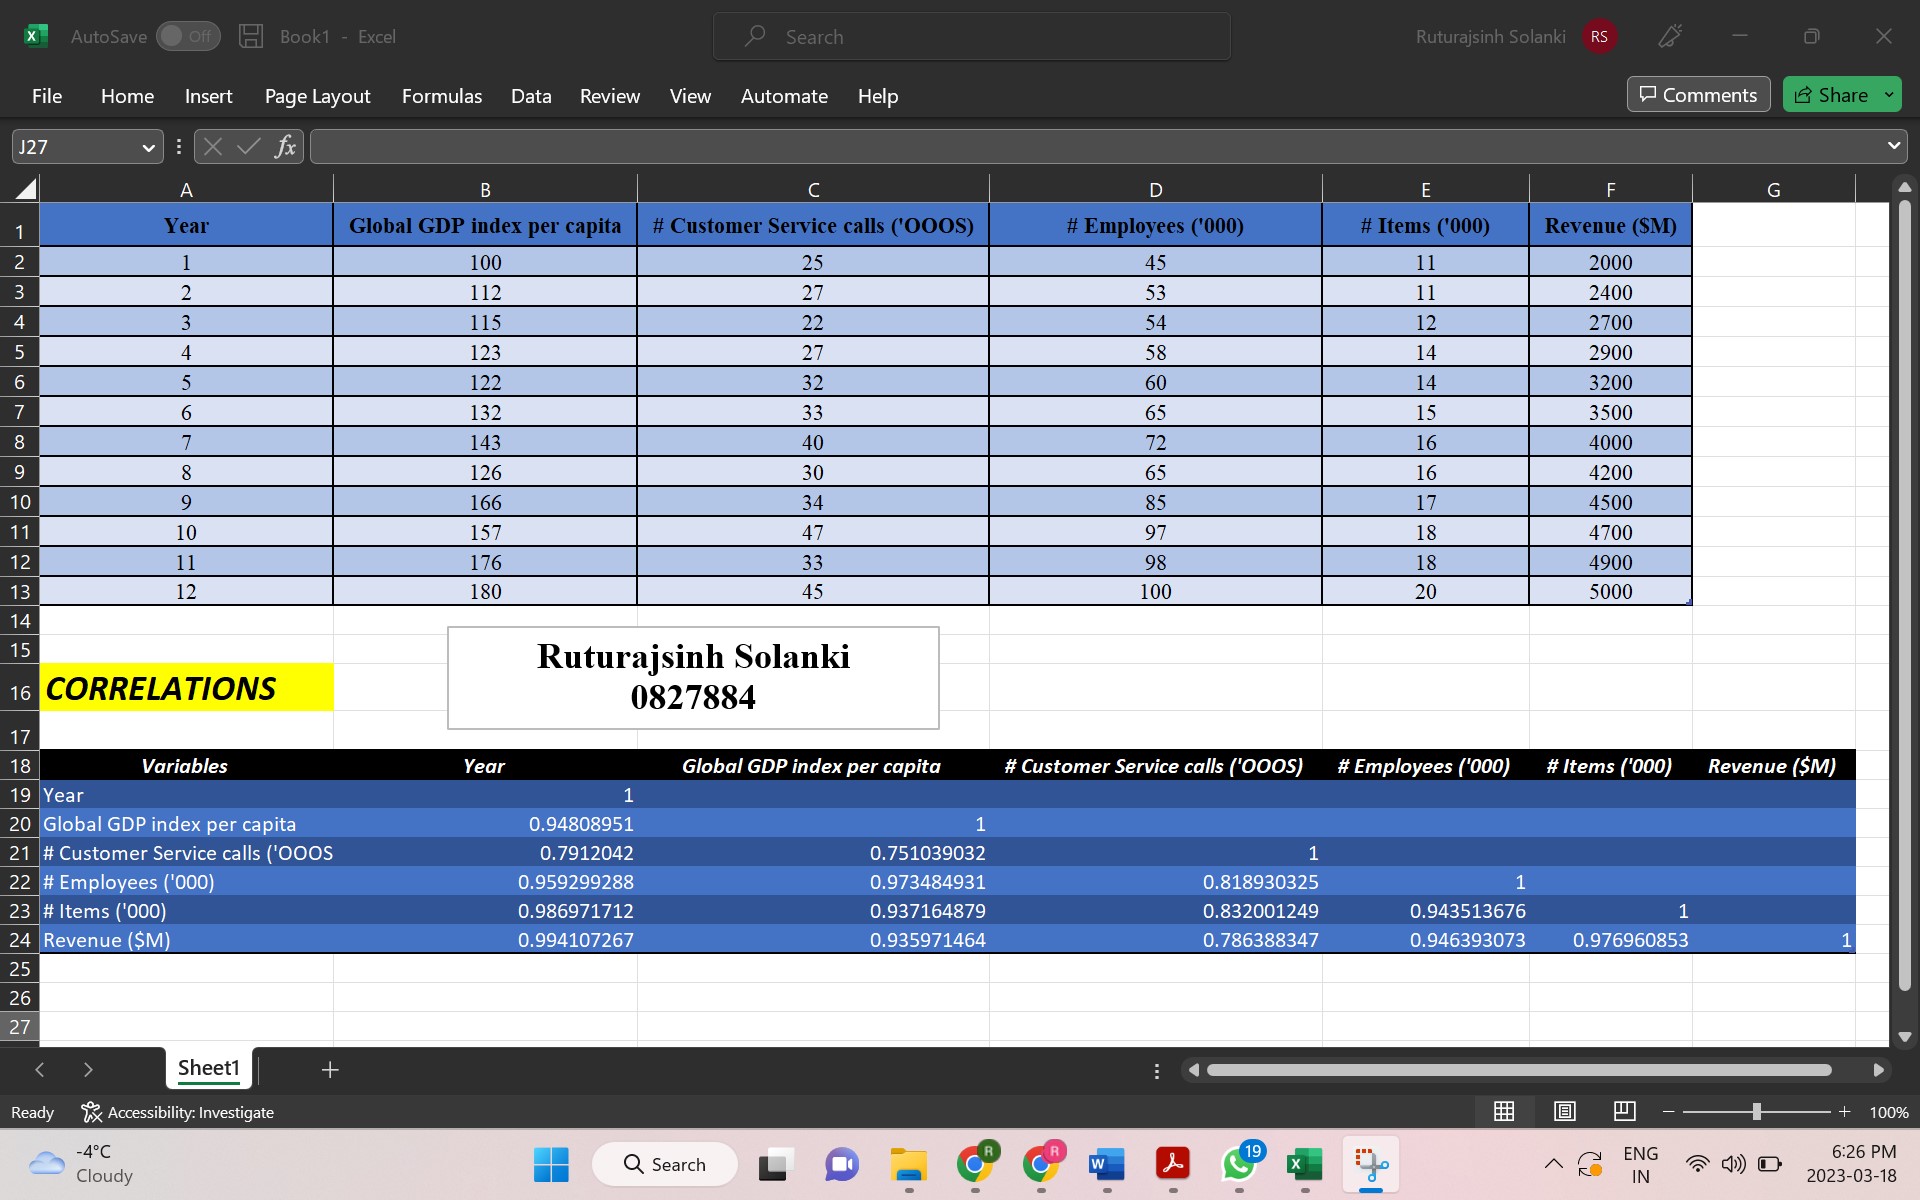 AutoSave Off Book1 - Excel Search Ruturajsinh Solanki RS
File Home Insert Page Layout Formulas Data Review View Automate Help Comments Share
J27 fx
A B C D E F G
1 Year Global GDP index per capita # Customer Service calls ('OOOS) # Employees ('000) # Items ('000) Revenue ($M)
2 1 100 25 45 11 2000
3 2 112 27 53 11 2400
4 3 115 22 54 12 2700
5 4 123 27 58 14 2900
6 5 122 32 60 14 3200
7 6 132 33 65 15 3500
8 7 143 40 72 16 4000
9 8 126 30 65 16 4200
10 9 166 34 85 17 4500
11 10 157 47 97 18 4700
12 11 176 33 98 18 4900
13 12 180 45 100 20 5000
14
15 Ruturajsinh Solanki
16 CORRELATIONS 0827884
17
18 Variables Year Global GDP index per capita # Customer Service calls ('OOOS) # Employees ('000) # Items ('000) Revenue ($M)
19 Year 1
20 Global GDP index per capita 0.94808951 1
21 # Customer Service calls ('OOOS 0.7912042 0.751039032 1
22 # Employees ('000) 0.959299288 0.973484931 0.818930325 1
23 # Items ('000) 0.986971712 0.937164879 0.832001249 0.943513676 1
24 Revenue ($M) 0.994107267 0.935971464 0.786388347 0.946393073 0.976960853 1
25
26
27
Sheet1
Ready Accessibility: Investigate 100%
-4°C Search 19 ENG 6:26 PM
Cloudy IN 2023-03-18